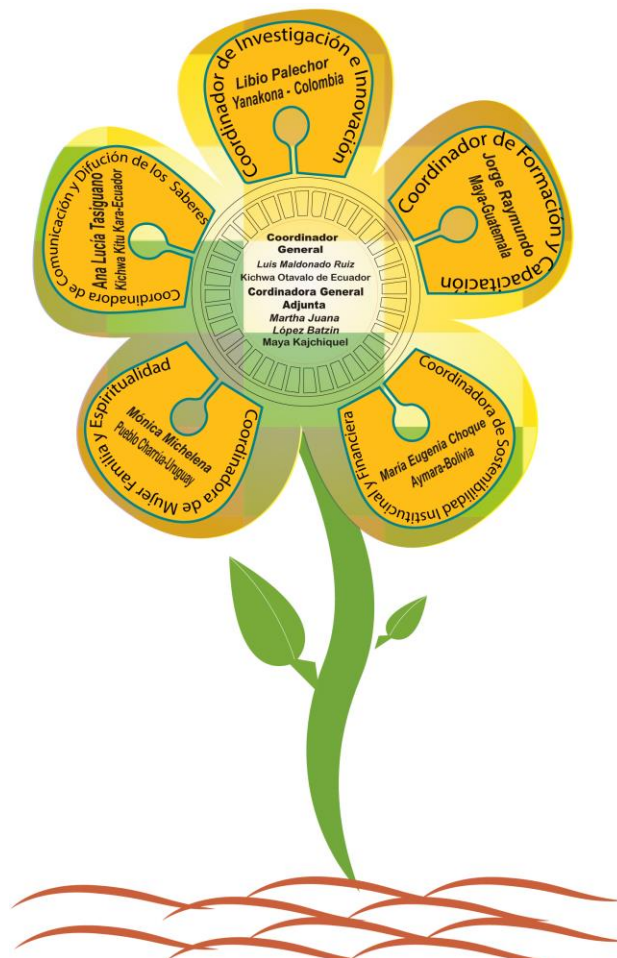 Coordinador de Investigación e Innovación
Libio Palechor
Yanakona - Colombia
Coordinador de Formación y Capacitación
Jorge Raymundo
Maya-Guatemala
Coordinadora de Comunicación y Difución de los Saberes
Ana Lucía Tasiguano
Kichwa Kitu Kara-Ecuador
Coordinador
General
Luis Maldonado Ruiz
Kichwa Otavalo de Ecuador
Cordinadora General
Adjunta
Martha Juana
López Batzin
Maya Kajchiquel
Coordinadora de Mujer Familia y Espiritualidad
Mónica Michelena
Pueblo Charrúa-Uruguay
Coordinadora de Sostenibilidad Institucinal y Financiera
María Eugenia Choque
Aymara-Bolivia